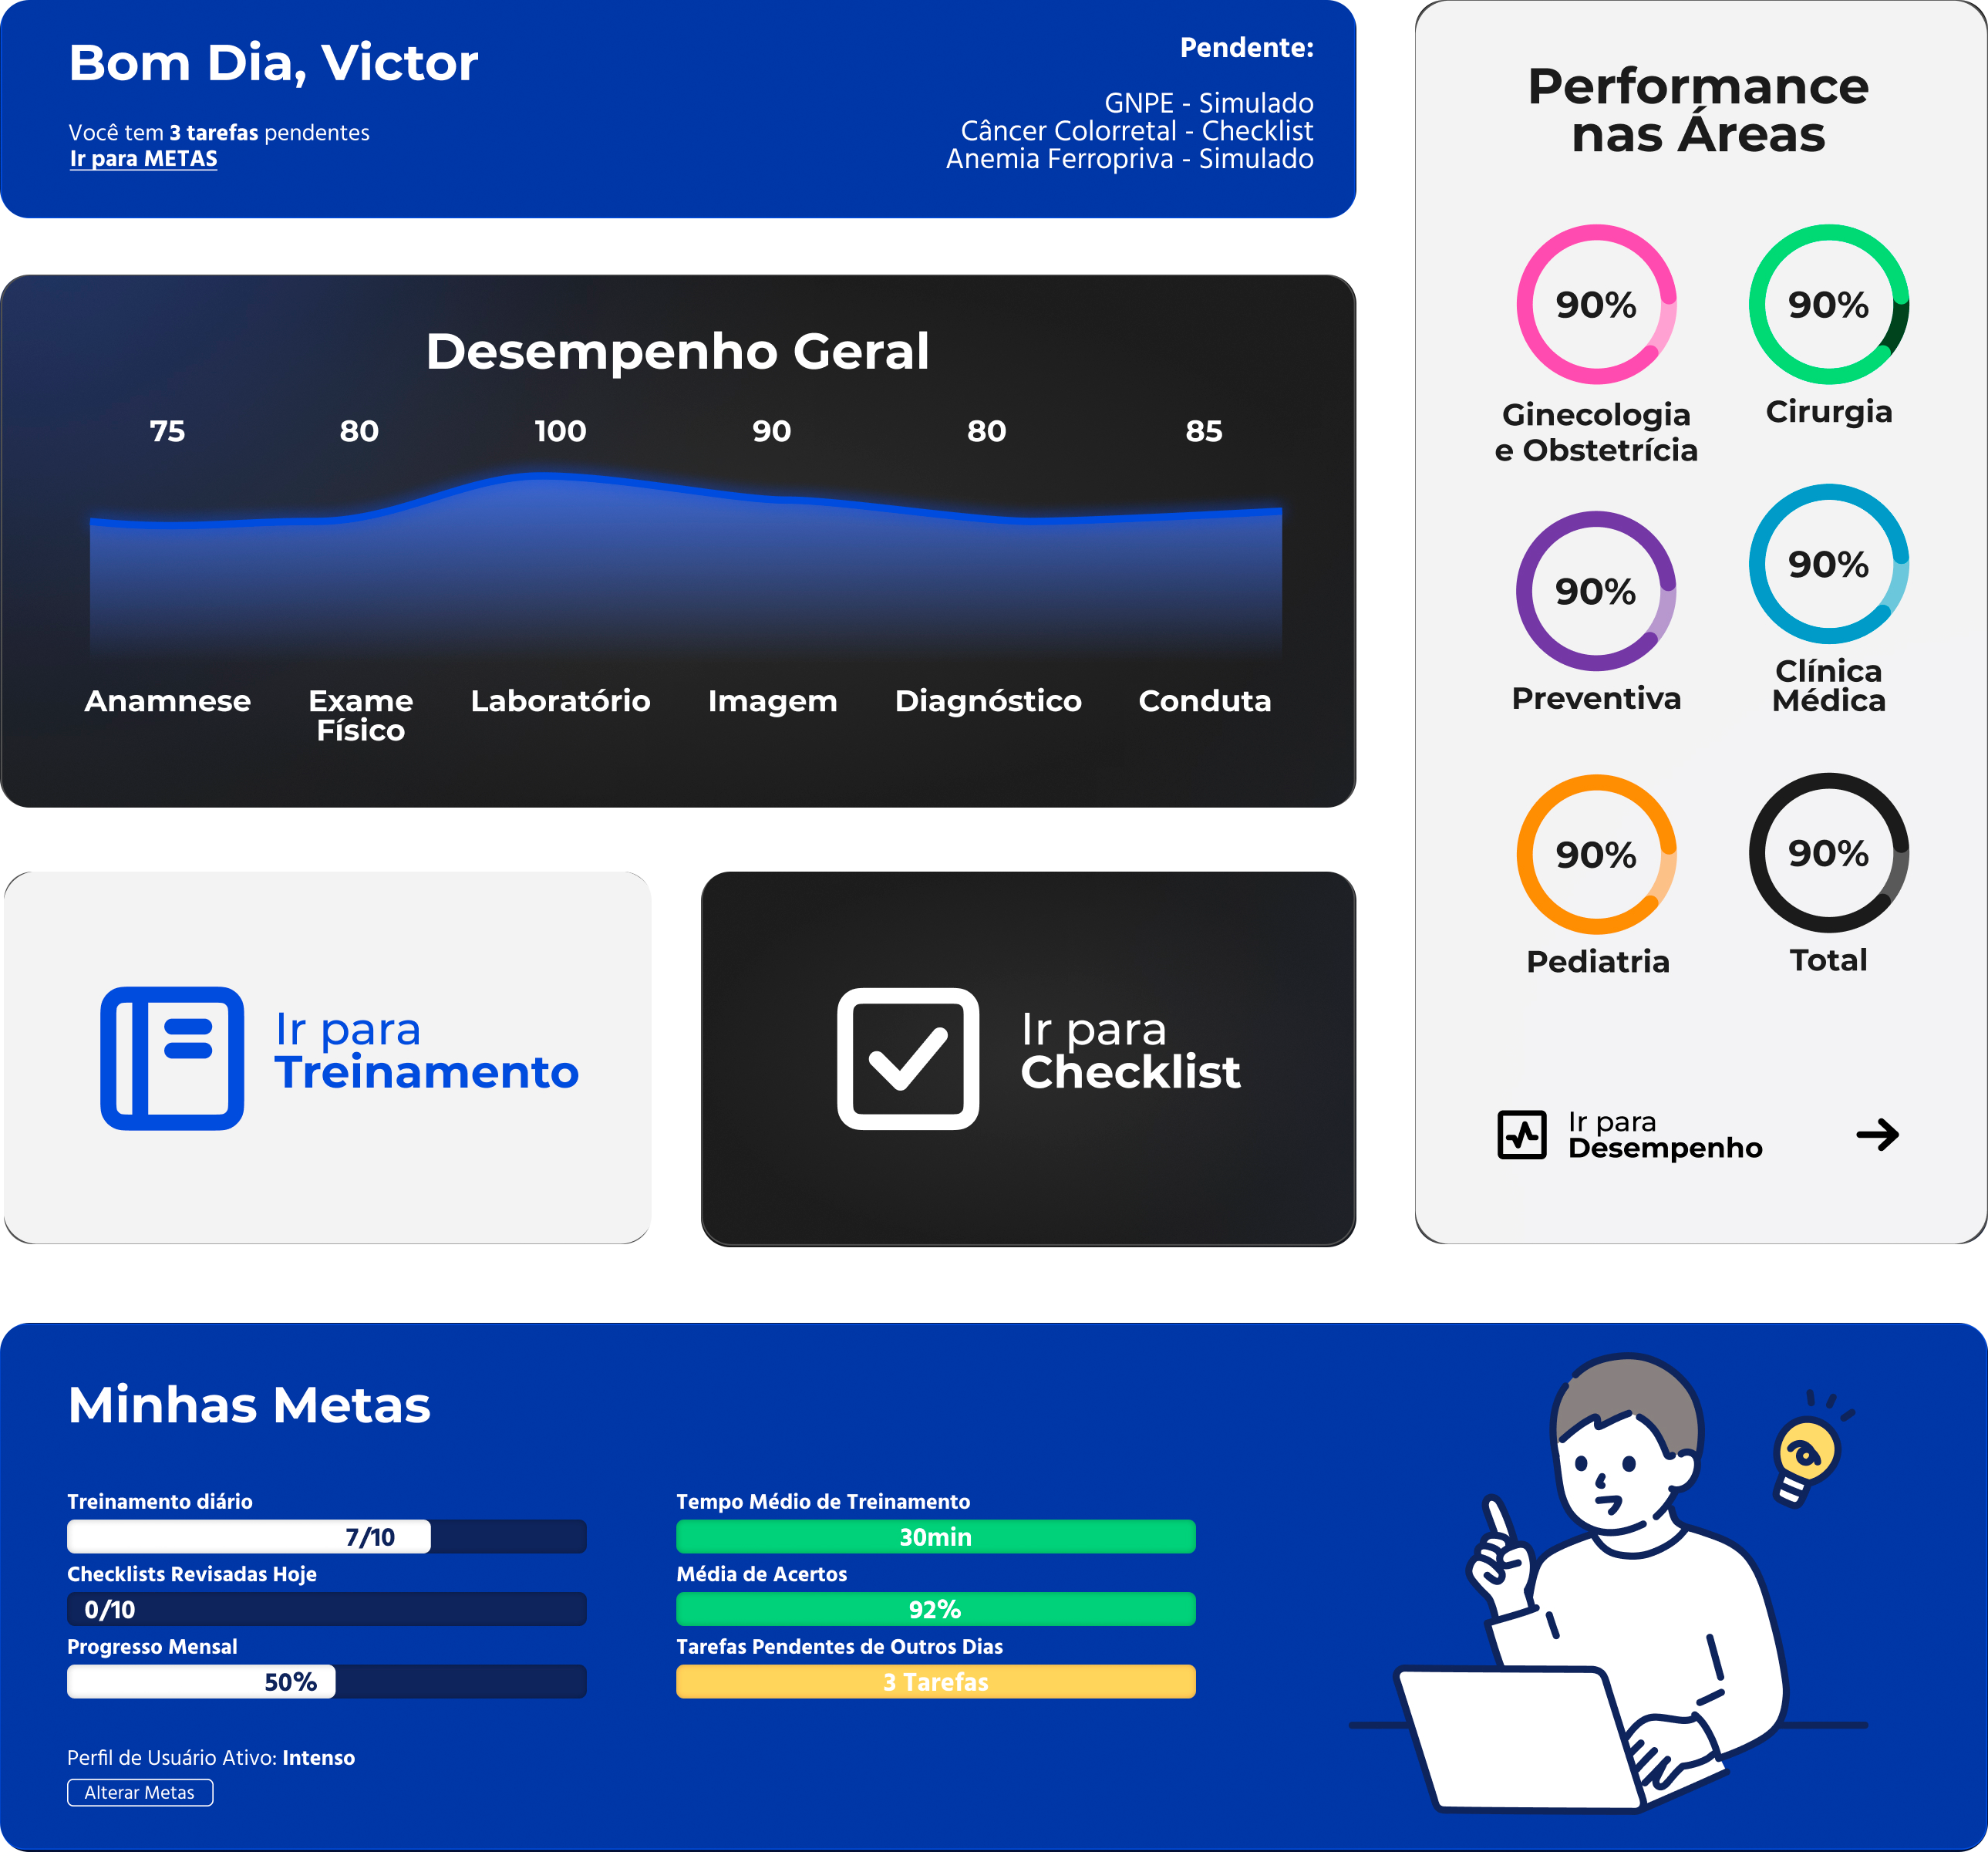 Bom Dia, Victor
Você tem 3 tarefas pendentes
Ir para METAS
Pendente:
GNPE - Simulado
Câncer Colorretal - Checklist
Anemia Ferropriva - Simulado
Desempenho Geral
75 80 100 90 80 85
Anamnese Exame Laboratório Imagem Diagnóstico Conduta
Físico
Ir para
Treinamento
Ir para
Checklist
Performance
nas Áreas
90% 90%
Ginecologia Cirurgia
e Obstetrícia
90% 90%
Preventiva Clínica
Médica
90% 90%
Pediatria Total
Ir para
Desempenho
Minhas Metas
Treinamento diário
7/10
Checklists Revisadas Hoje
0/10
Progresso Mensal
50%
Tempo Médio de Treinamento
30min
Média de Acertos
92%
Tarefas Pendentes de Outros Dias
3 Tarefas
Perfil de Usuário Ativo: Intenso
Alterar Metas